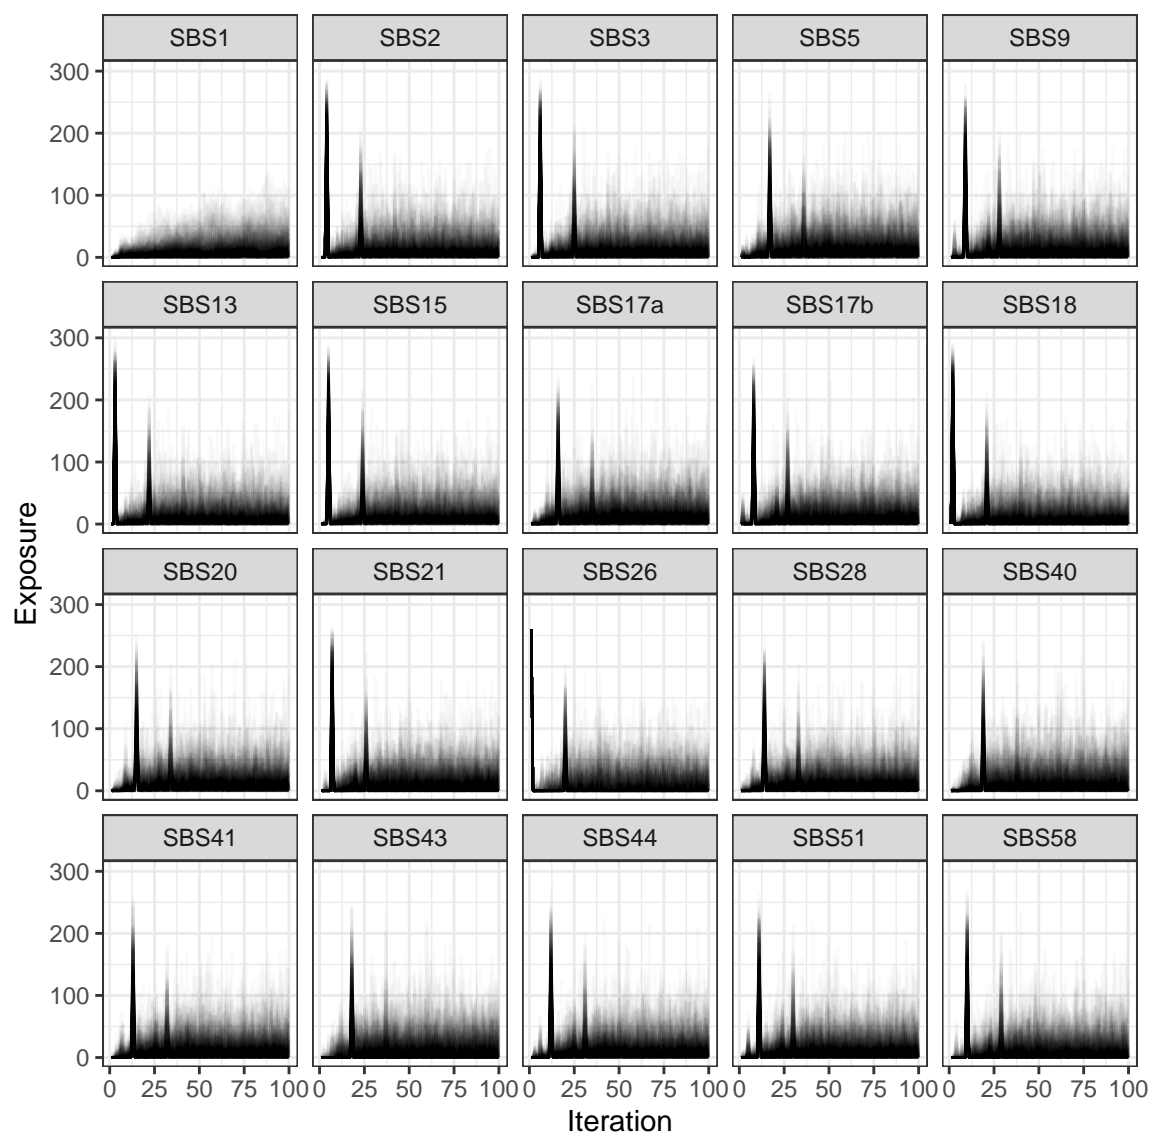 SBS1 SBS2 SBS3 SBS5 SBS9
300
200
100
0
SBS13 SBS15 SBS17a SBS17b SBS18
300
200
100
0
Exposure
SBS20 SBS21 SBS26 SBS28 SBS40
300
200
100
0
SBS41 SBS43 SBS44 SBS51 SBS58
300
200
100
0
0 25 50 75 100 0 25 50 75 100 0 25 50 75 100 0 25 50 75 100 0 25 50 75 100
Iteration